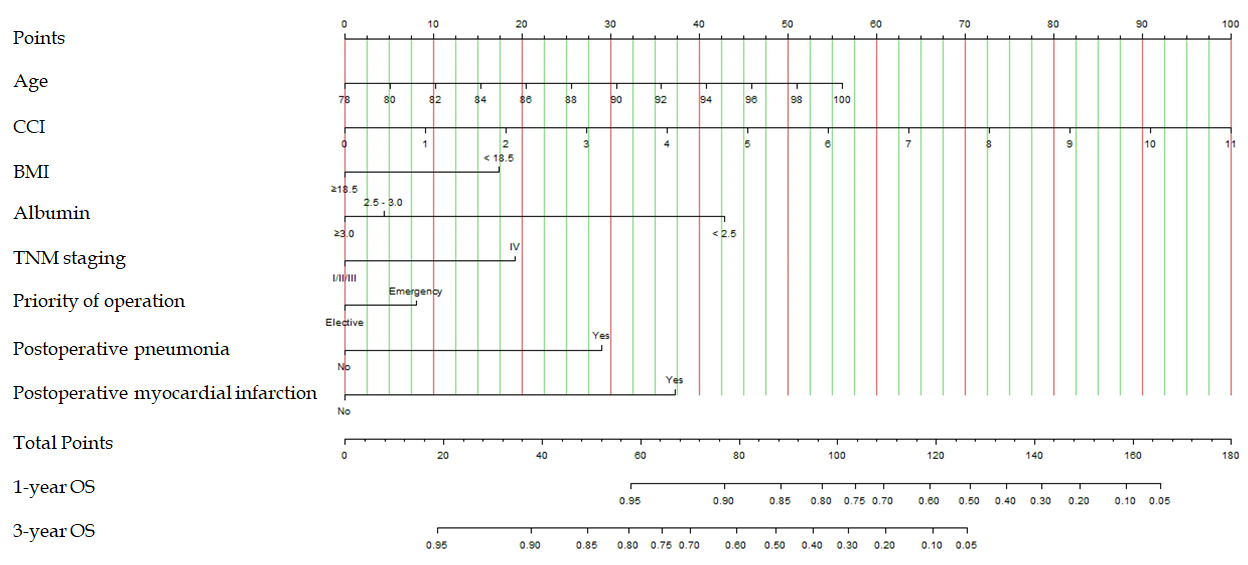 0 10 20 30 40 50 60 70 80 90 100
Points
Age
78 80 82 84 86 88 90 92 94 96 98 100
CCI
0 1 2 3 4 5 6 7 8 9 10 11
< 18.5
BMI
≥18.5
2.5 - 3.0
Albumin
≥3.0 < 2.5
IV
TNM staging
I/II/III
Emergency
Priority of operation
Elective
Yes
Postoperative pneumonia
No
Yes
Postoperative myocardial infarction
No
Total Points
0 20 40 60 80 100 120 140 160 180
1-year OS
0.95 0.90 0.85 0.80 0.75 0.70 0.60 0.50 0.40 0.30 0.20 0.10 0.05
3-year OS
0.95 0.90 0.85 0.80 0.75 0.70 0.60 0.50 0.40 0.30 0.20 0.10 0.05